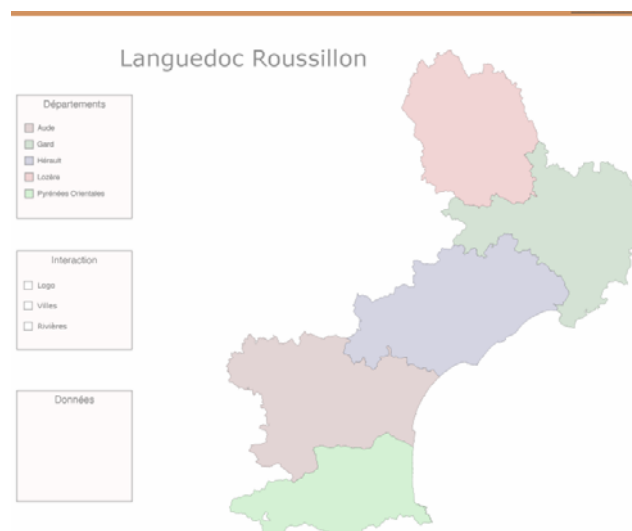 Languedoc Roussillon
Départements
Aude
Gard
Hérault
Lozère
Pyrénées Orientales
Interaction
Logo
Villes
Rivières
Données